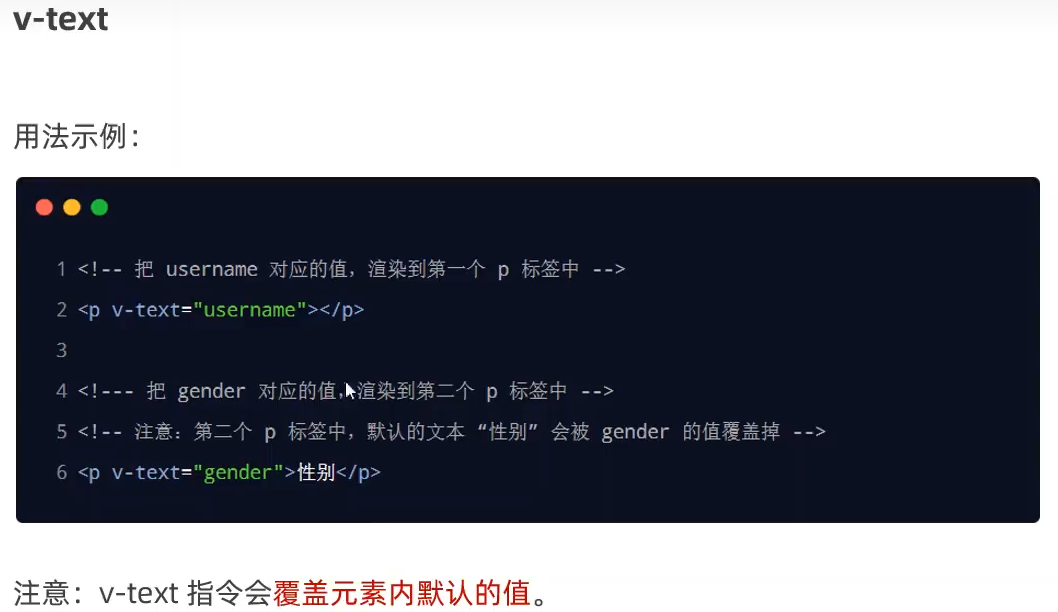 v-text
用法示例：
1 <!-- 把 username 对应的值，渲染到第一个 p 标签中 -->
2 <p v-text="username"></p>
3
4 <!--- 把 gender 对应的值，渲染到第二个 p 标签中 -->
5 <!-- 注意：第二个 p 标签中，默认的文本 “性别” 会被 gender 的值覆盖掉 -->
6 <p v-text="gender">性别</p>
注意：v-text 指令会覆盖元素内默认的值。